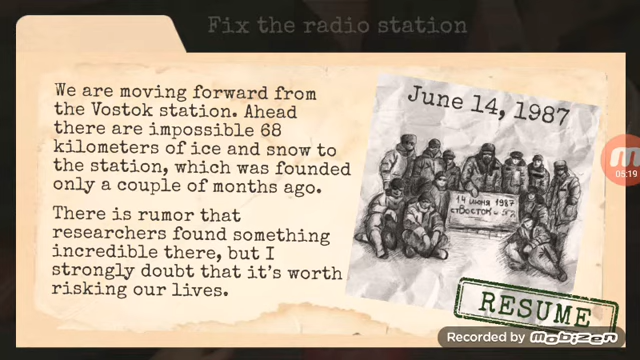 Fix the radio station
We are moving forward from
the Vostok station. Ahead
there are impossible 68
kilometers of ice and snow to
the station, which was founded
only a couple of months ago.
There is rumor that
researchers found something
incredible there, but I
strongly doubt that it's worth
risking our lives.
June 14, 1987
14 июня 1987
05:19
RESUME
Recorded by mobizen